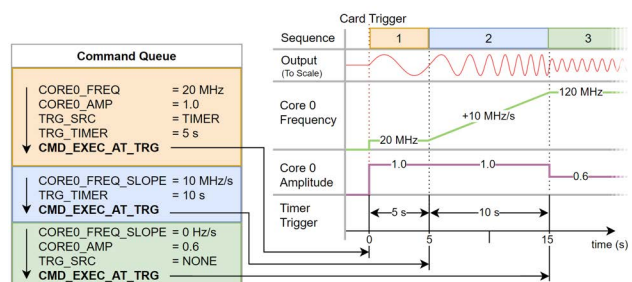 Command Queue
CORE0_FREQ = 20 MHz
CORE0_AMP = 1.0
TRG_SRC = TIMER
TRG_TIMER = 5 s
CMD_EXEC_AT_TRG
CORE0_FREQ_SLOPE = 10 MHz/s
TRG_TIMER = 10 s
CMD_EXEC_AT_TRG
CORE0_FREQ_SLOPE = 0 Hz/s
CORE0_AMP = 0.6
TRG_SRC = NONE
CMD_EXEC_AT_TRG
Card Trigger
Sequence 1 2 3
Output
(To Scale)
Core 0
Frequency
20 MHz
+10 MHz/s
120 MHz
Core 0
Amplitude
1.0 1.0 0.6
Timer
Trigger
5 s 10 s
0 5 15 time (s)